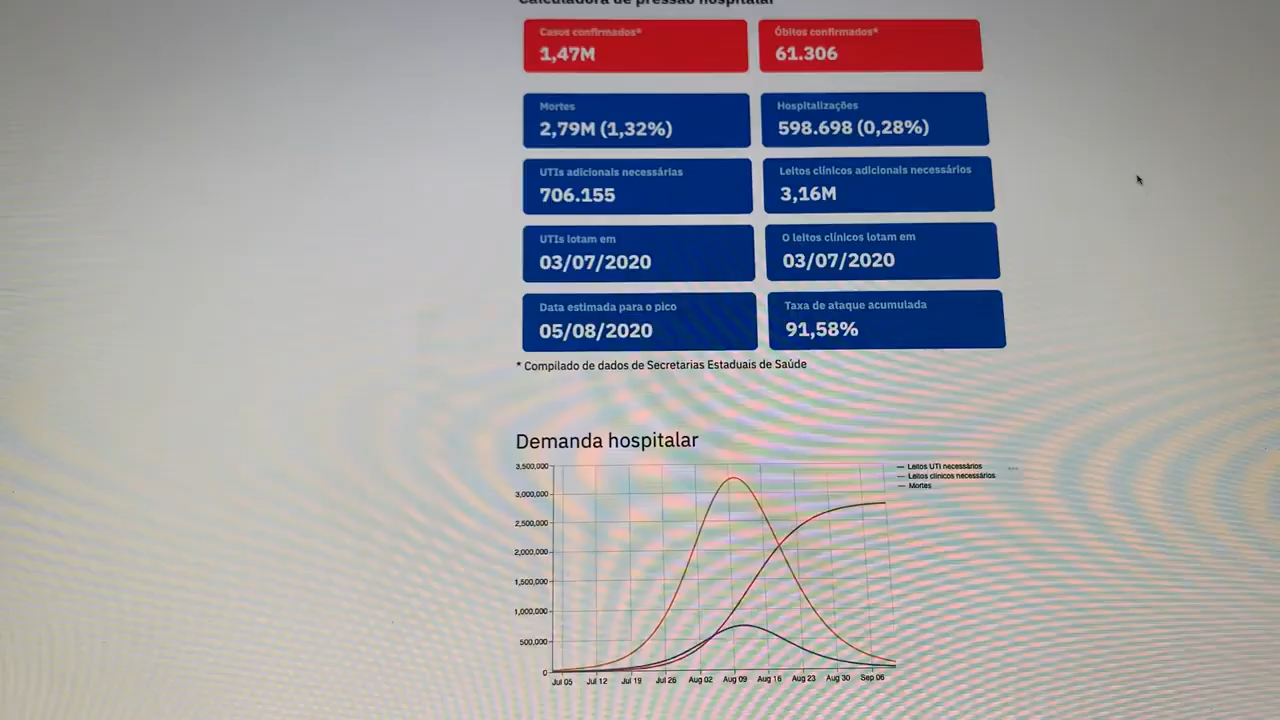 Calculadora de pressão hospitalar
Casos confirmados*
1,47M
Óbitos confirmados*
61.306
Mortes
2,79M (1,32%)
Hospitalizações
598.698 (0,28%)
UTIs adicionais necessárias
706.155
Leitos clínicos adicionais necessários
3,16M
UTIs lotam em
03/07/2020
O leitos clínicos lotam em
03/07/2020
Data estimada para o pico
05/08/2020
Taxa de ataque acumulada
91,58%
* Compilado de dados de Secretarias Estaduais de Saúde
Demanda hospitalar
3,500,000
3,000,000
2,500,000
2,000,000
1,500,000
1,000,000
500,000
0
Leitos UTI necessários
Leitos clínicos necessários
Mortes
Jul 05 Jul 12 Jul 19 Jul 26 Aug 02 Aug 09 Aug 16 Aug 23 Aug 30 Sep 06